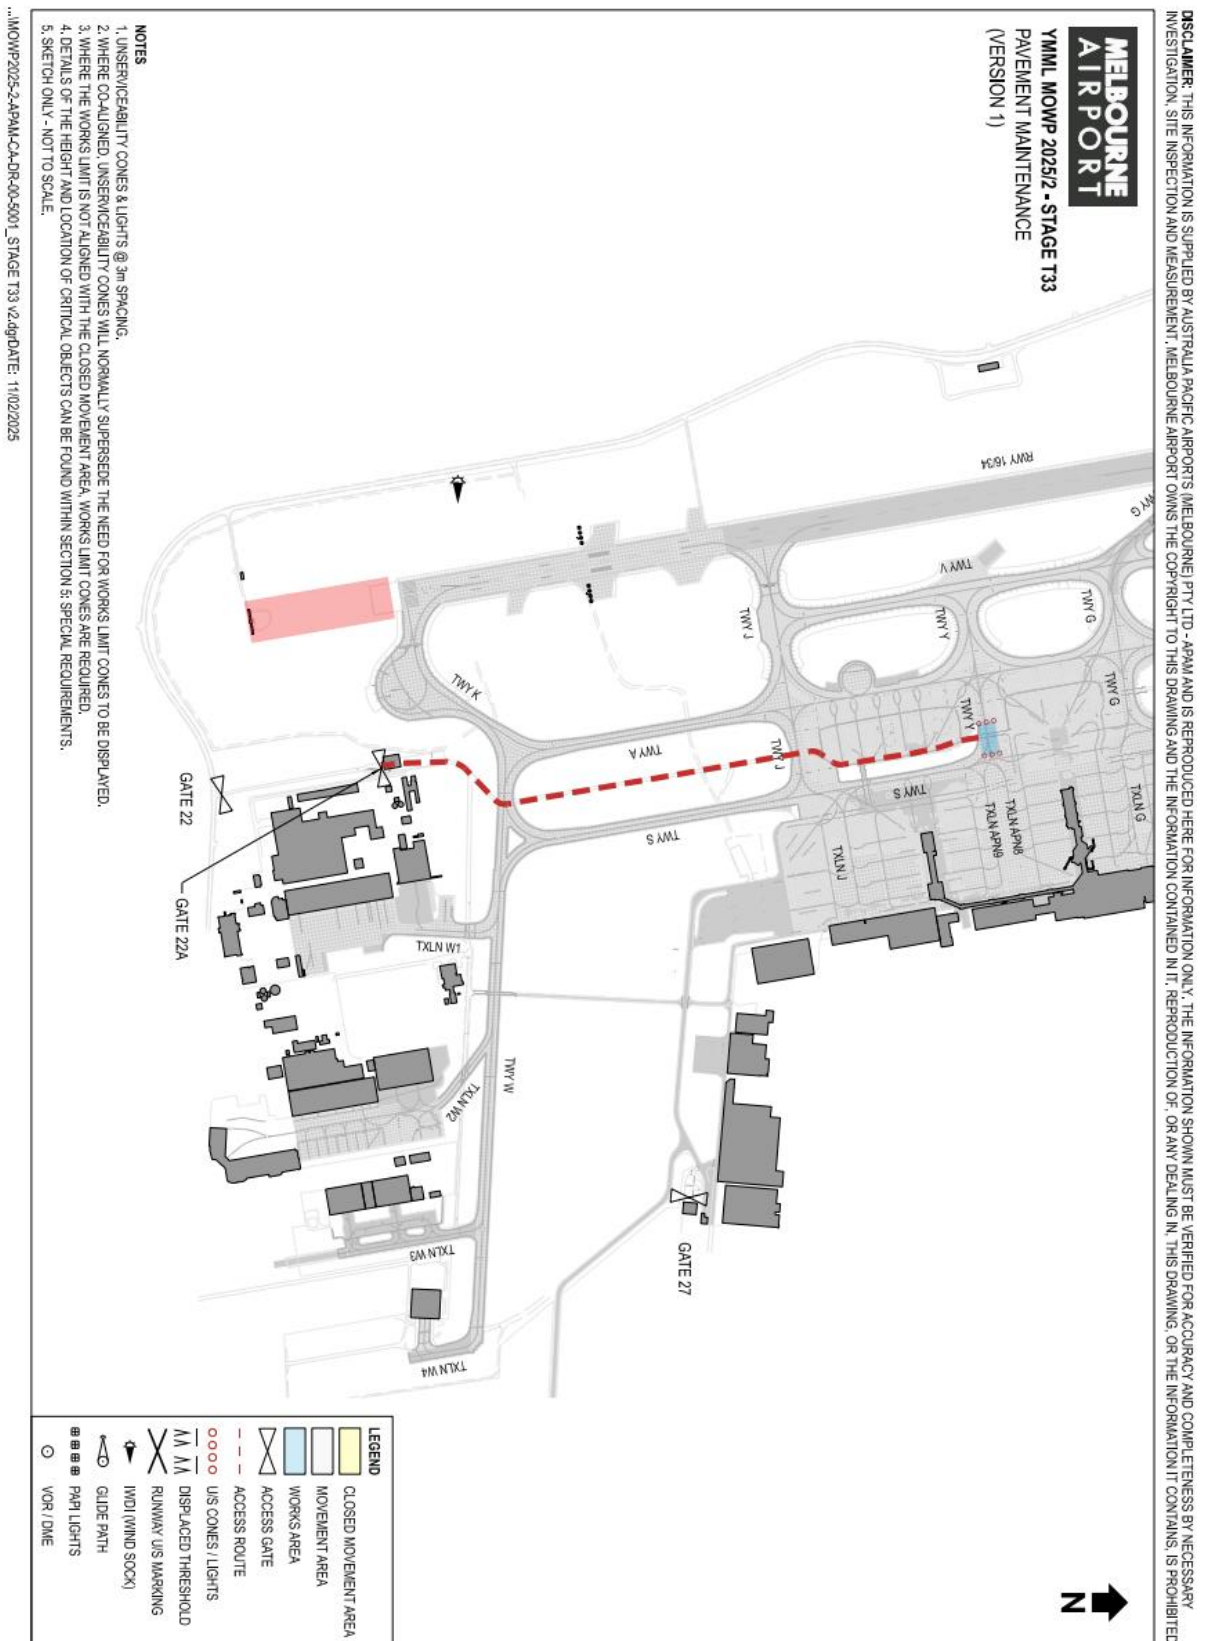 DISCLAIMER: THIS INFORMATION IS SUPPLIED BY AUSTRALIA PACIFIC AIRPORTS (MELBOURNE) PTY LTD - APAM AND IS REPRODUCED HERE FOR INFORMATION ONLY. THE INFORMATION SHOWN MUST BE VERIFIED FOR ACCURACY AND COMPLETENESS BY NECESSARY
INVESTIGATION, SITE INSPECTION AND MEASUREMENT. MELBOURNE AIRPORT OWNS THE COPYRIGHT TO THIS DRAWING AND THE INFORMATION CONTAINED IN IT. REPRODUCTION OF, OR ANY DEALING IN, THIS DRAWING, OR THE INFORMATION IT CONTAINS, IS PROHIBITED
MELBOURNE
AIRPORT
YMML MOWP 2025/2 - STAGE T33
PAVEMENT MAINTENANCE
(VERSION 1)
N
RWY 16/34
WY G
TWY V
TWY G
TWY J
TWY Y
TWY G
TWY Y
TXLN G
TWY K
TWY A
TWY J
TWY S
TXLN APN8
TXLN APN9
TWY S
TXLN J
GATE 22
GATE 22A
TXLN W1
TWY W
TXLN W2
TXLN W3
TXLN W4
GATE 27
NOTES
1. UNSERVICEABILITY CONES & LIGHTS @ 3m SPACING.
2. WHERE CO-ALIGNED, UNSERVICEABILITY CONES WILL NORMALLY SUPERSEDE THE NEED FOR WORKS LIMIT CONES TO BE DISPLAYED.
3. WHERE THE WORKS LIMIT IS NOT ALIGNED WITH THE CLOSED MOVEMENT AREA, WORKS LIMIT CONES ARE REQUIRED.
4. DETAILS OF THE HEIGHT AND LOCATION OF CRITICAL OBJECTS CAN BE FOUND WITHIN SECTION 5: SPECIAL REQUIREMENTS.
5. SKETCH ONLY - NOT TO SCALE.
LEGEND
CLOSED MOVEMENT AREA
MOVEMENT AREA
WORKS AREA
ACCESS GATE
ACCESS ROUTE
U/S CONES / LIGHTS
DISPLACED THRESHOLD
RUNWAY U/S MARKING
IWDI (WIND SOCK)
GLIDE PATH
PAPI LIGHTS
VOR / DME
...\MOWP2025-2-APAM-CA-DR-00-5001_STAGE T33 v2.dgnDATE: 11/02/2025